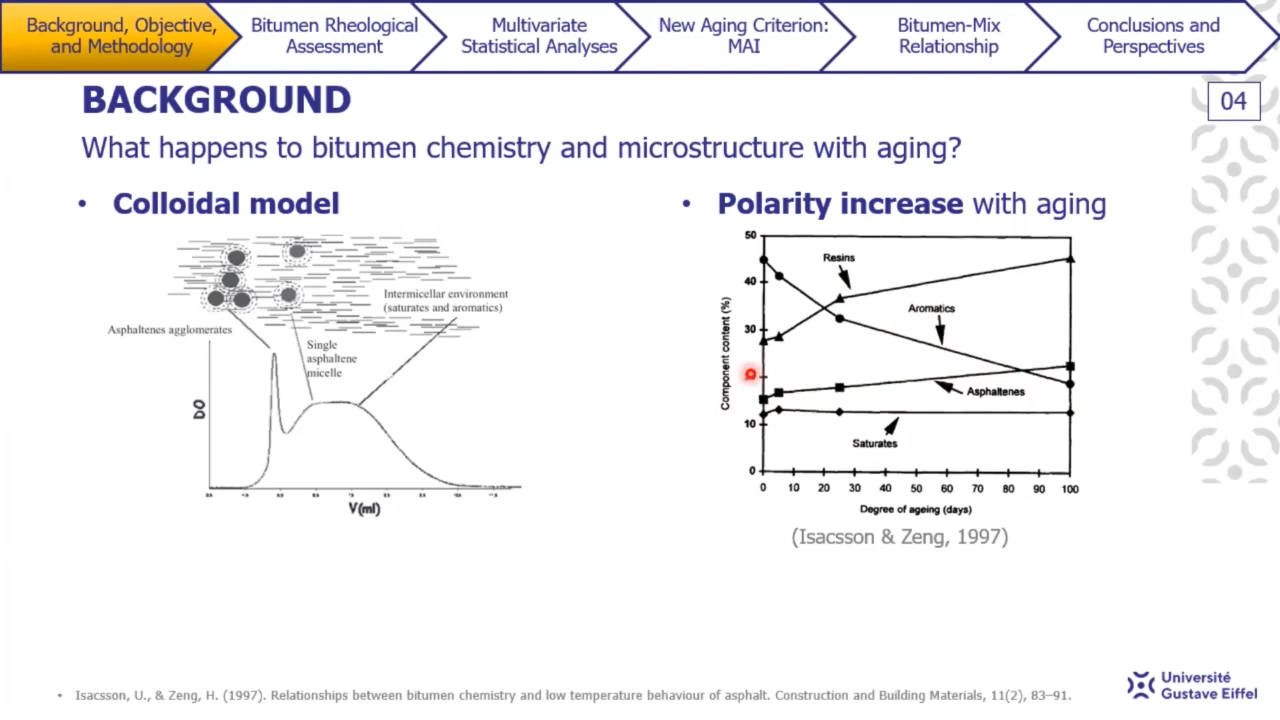 Background, Objective,
and Methodology
Bitumen Rheological
Assessment
Multivariate
Statistical Analyses
New Aging Criterion:
MAI
Bitumen-Mix
Relationship
Conclusions and
Perspectives
04
BACKGROUND
What happens to bitumen chemistry and microstructure with aging?
• Colloidal model
Asphaltenes agglomerates
Single
asphaltene
micelle
Intermicellar environment
(saturates and aromatics)
DO
V(ml)
• Polarity increase with aging
Component content (%)
50
40
30
10
0
Resins
Aromatics
Asphaltenes
Saturates
0 10 20 30 40 50 60 70 80 90 100
Degree of ageing (days)
(Isacsson & Zeng, 1997)
• Isacsson, U., & Zeng, H. (1997). Relationships between bitumen chemistry and low temperature behaviour of asphalt. Construction and Building Materials, 11(2), 83–91.
Université
Gustave Eiffel